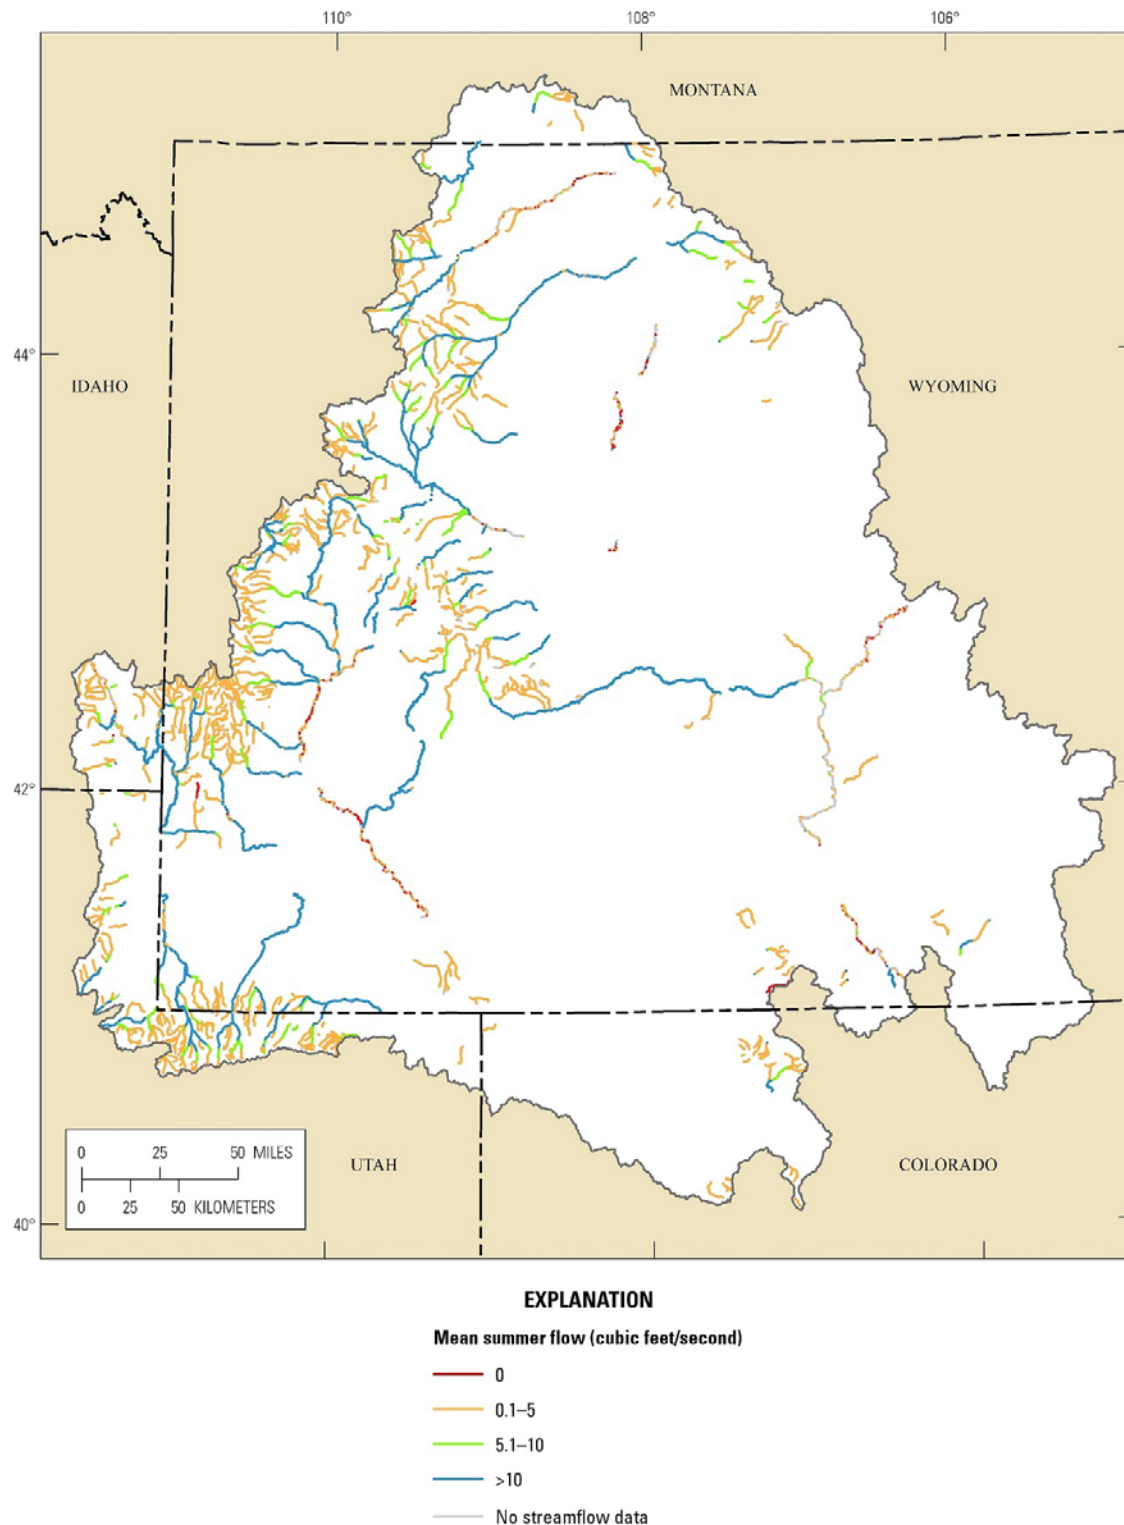 110° 108° 106°
MONTANA
44°
IDAHO WYOMING
42°
0 25 50 MILES
UTAH COLORADO
0 25 50 KILOMETERS
40°
EXPLANATION
Mean summer flow (cubic feet/second)
0
0.1–5
5.1–10
>10
No streamflow data